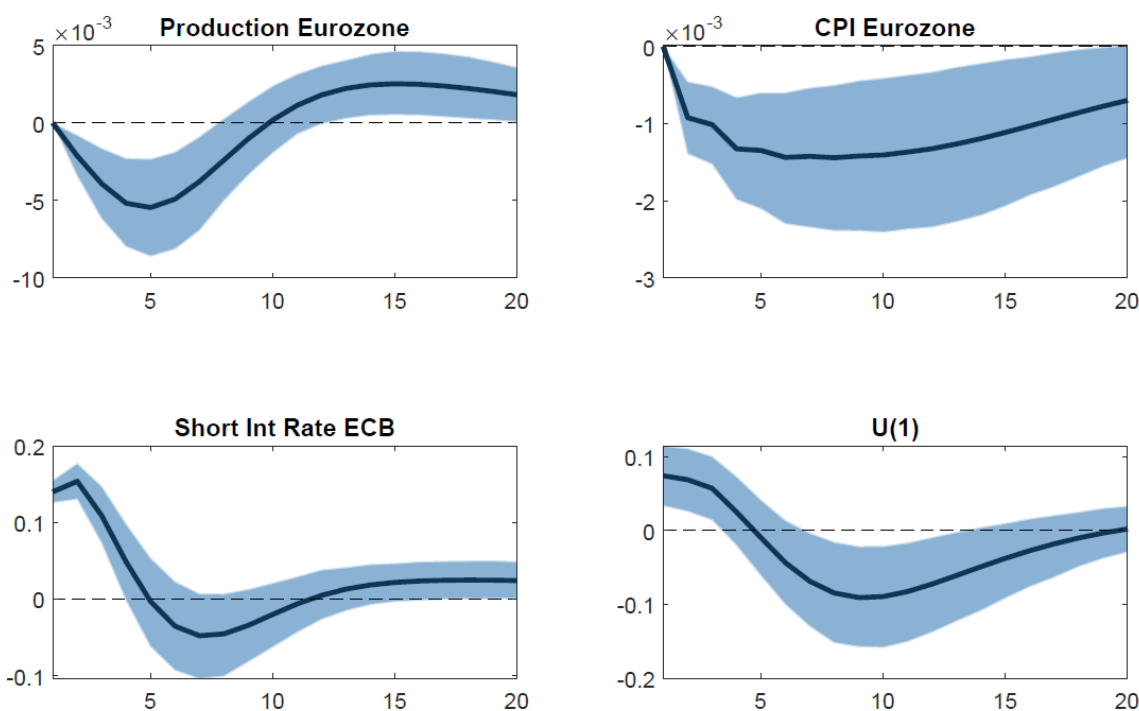 Production Eurozone
×10⁻³
5
0
-5
-10
5 10 15 20
CPI Eurozone
×10⁻³
0
-1
-2
-3
5 10 15 20
Short Int Rate ECB
0.2
0.1
0
-0.1
5 10 15 20
U(1)
0.1
0
-0.1
-0.2
5 10 15 20